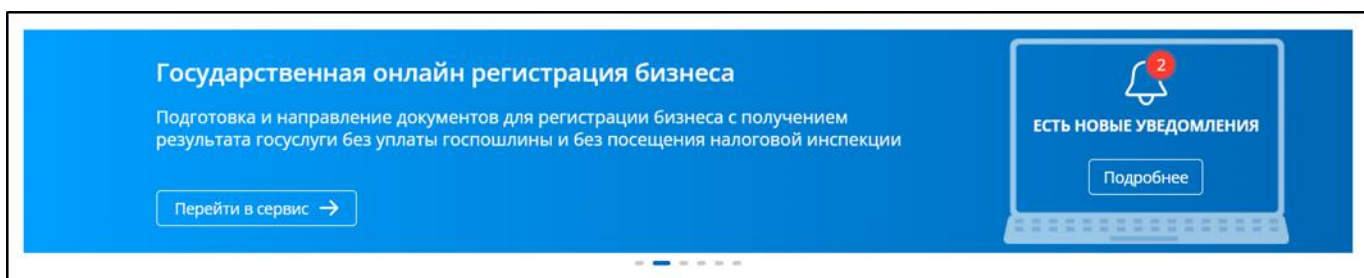 Государственная онлайн регистрация бизнеса
Подготовка и направление документов для регистрации бизнеса с получением
результата госуслуги без уплаты госпошлины и без посещения налоговой инспекции
Перейти в сервис →
2
ЕСТЬ НОВЫЕ УВЕДОМЛЕНИЯ
Подробнее